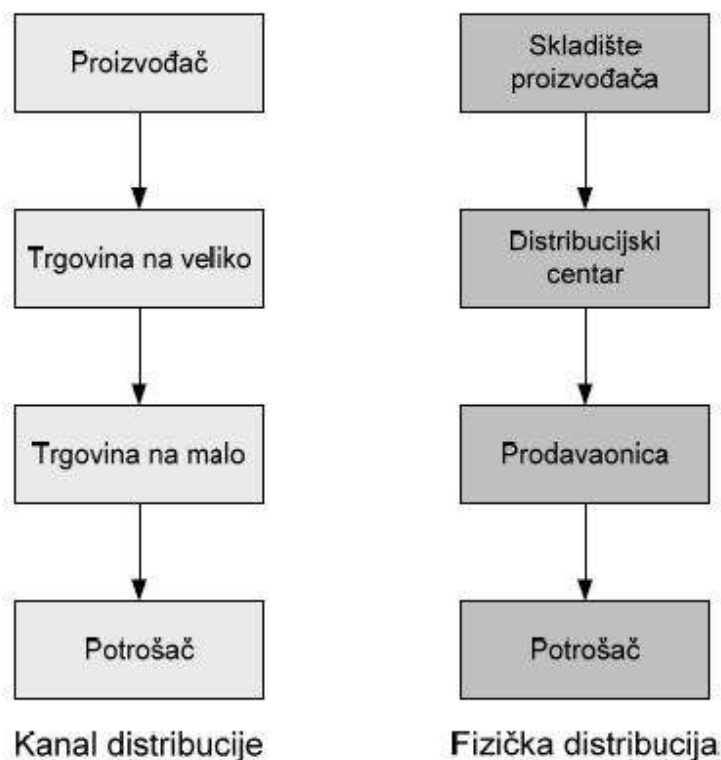 Proizvođač
Trgovina na veliko
Trgovina na malo
Potrošač
Kanal distribucije
Skladište
proizvođača
Distribucijski
centar
Prodavaonica
Potrošač
Fizička distribucija